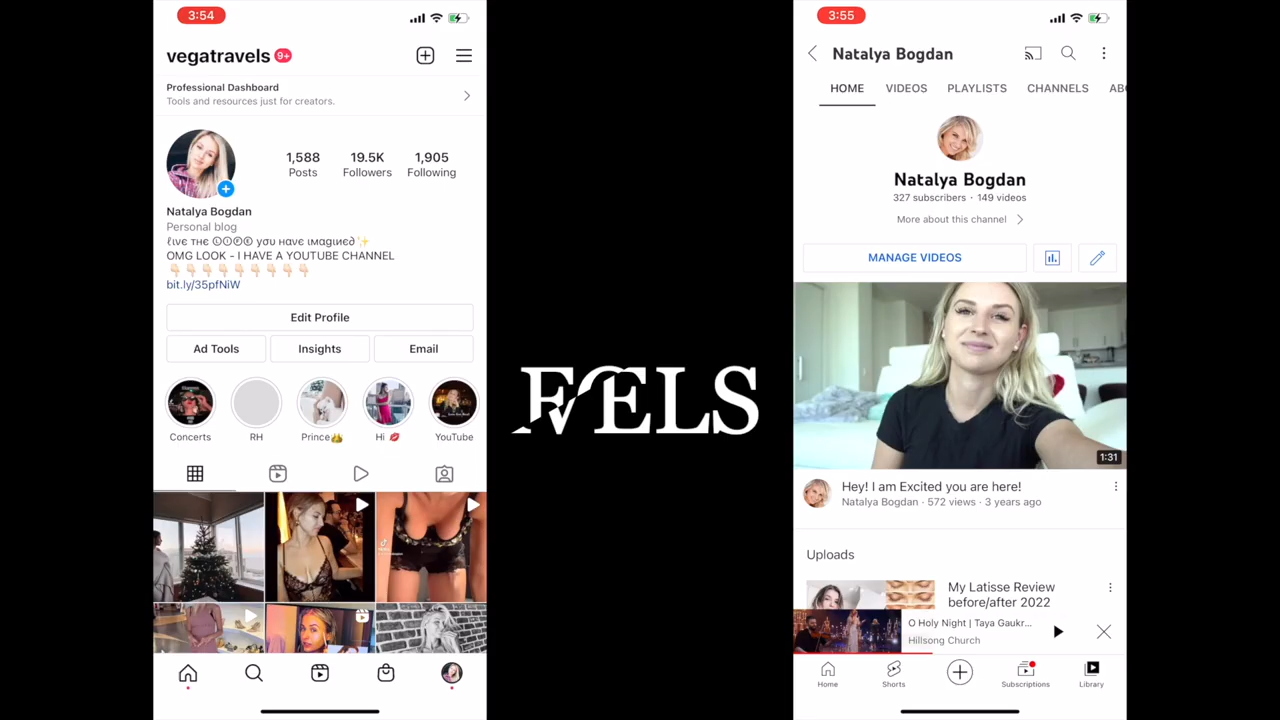 3:54
vegatravels 9+
Professional Dashboard
Tools and resources just for creators.
1,588
Posts
19.5K
Followers
1,905
Following
Natalya Bogdan
Personal blog
ℓινє тнє ⓁⒾⒻⒺ уσυ нανє ιмαgιиє∂ ✨
OMG LOOK - I HAVE A YOUTUBE CHANNEL
👇🏻👇🏻👇🏻👇🏻👇🏻👇🏻👇🏻👇🏻👇🏻
bit.ly/35pfNiW
Edit Profile
Ad Tools
Insights
Email
Concerts
RH
Prince👑
Hi 💋
YouTube
ELS
3:55
Natalya Bogdan
HOME
VIDEOS
PLAYLISTS
CHANNELS
Natalya Bogdan
327 subscribers · 149 videos
More about this channel
MANAGE VIDEOS
1:31
Hey! I am Excited you are here!
Natalya Bogdan · 572 views · 3 years ago
Uploads
My Latisse Review
before/after 2022
O Holy Night | Taya Gaukr...
Hillsong Church
Home
Shorts
Subscriptions
Library